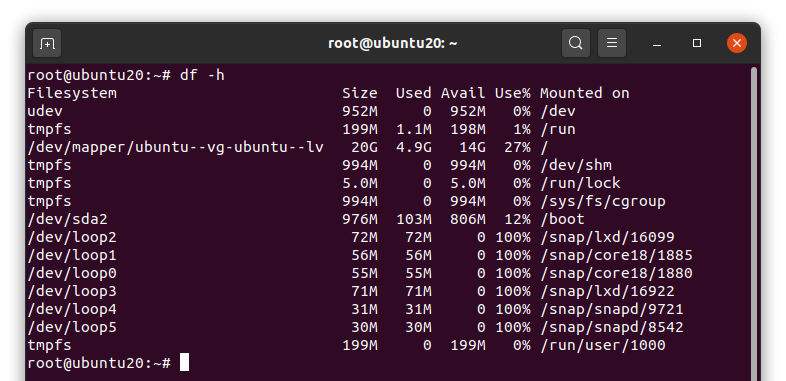 root@ubuntu20: ~
root@ubuntu20:~# df -h
Filesystem                         Size  Used Avail Use% Mounted on
udev                               952M     0  952M   0% /dev
tmpfs                              199M  1.1M  198M   1% /run
/dev/mapper/ubuntu--vg-ubuntu--lv   20G  4.9G   14G  27% /
tmpfs                              994M     0  994M   0% /dev/shm
tmpfs                              5.0M     0  5.0M   0% /run/lock
tmpfs                              994M     0  994M   0% /sys/fs/cgroup
/dev/sda2                          976M  103M  806M  12% /boot
/dev/loop2                          72M   72M     0 100% /snap/lxd/16099
/dev/loop1                          56M   56M     0 100% /snap/core18/1885
/dev/loop0                          55M   55M     0 100% /snap/core18/1880
/dev/loop3                          71M   71M     0 100% /snap/lxd/16922
/dev/loop4                          31M   31M     0 100% /snap/snapd/9721
/dev/loop5                          30M   30M     0 100% /snap/snapd/8542
tmpfs                              199M     0  199M   0% /run/user/1000
root@ubuntu20:~#